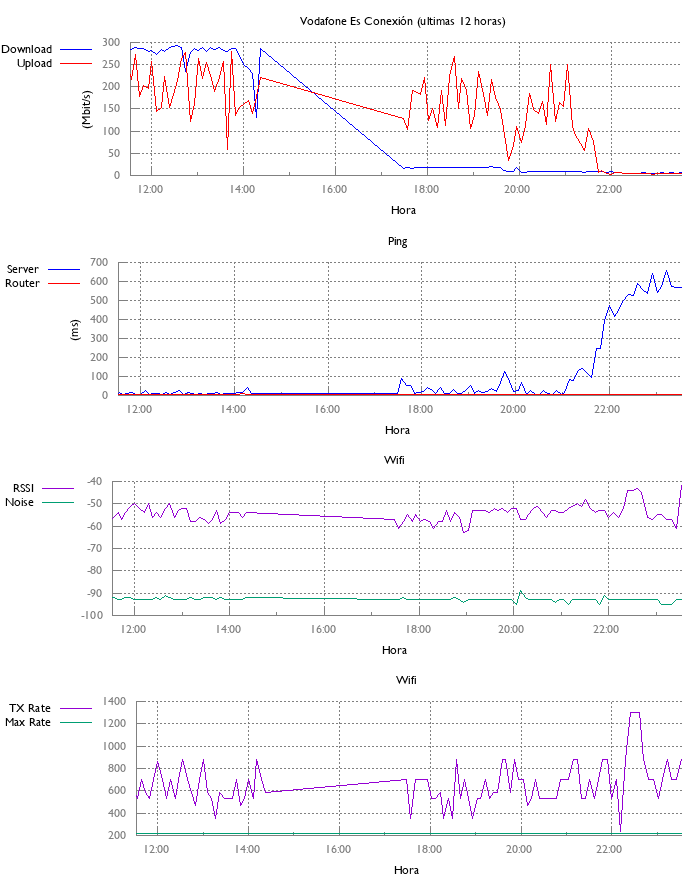 Vodafone Es Conexión (ultimas 12 horas)
Download
Upload
(Mbit/s)
300
250
200
150
100
50
0
12:00 14:00 16:00 18:00 20:00 22:00
Hora
Ping
Server
Router
(ms)
700
600
500
400
300
200
100
0
12:00 14:00 16:00 18:00 20:00 22:00
Hora
Wifi
RSSI
Noise
-40
-50
-60
-70
-80
-90
-100
12:00 14:00 16:00 18:00 20:00 22:00
Hora
Wifi
TX Rate
Max Rate
1400
1200
1000
800
600
400
200
12:00 14:00 16:00 18:00 20:00 22:00
Hora